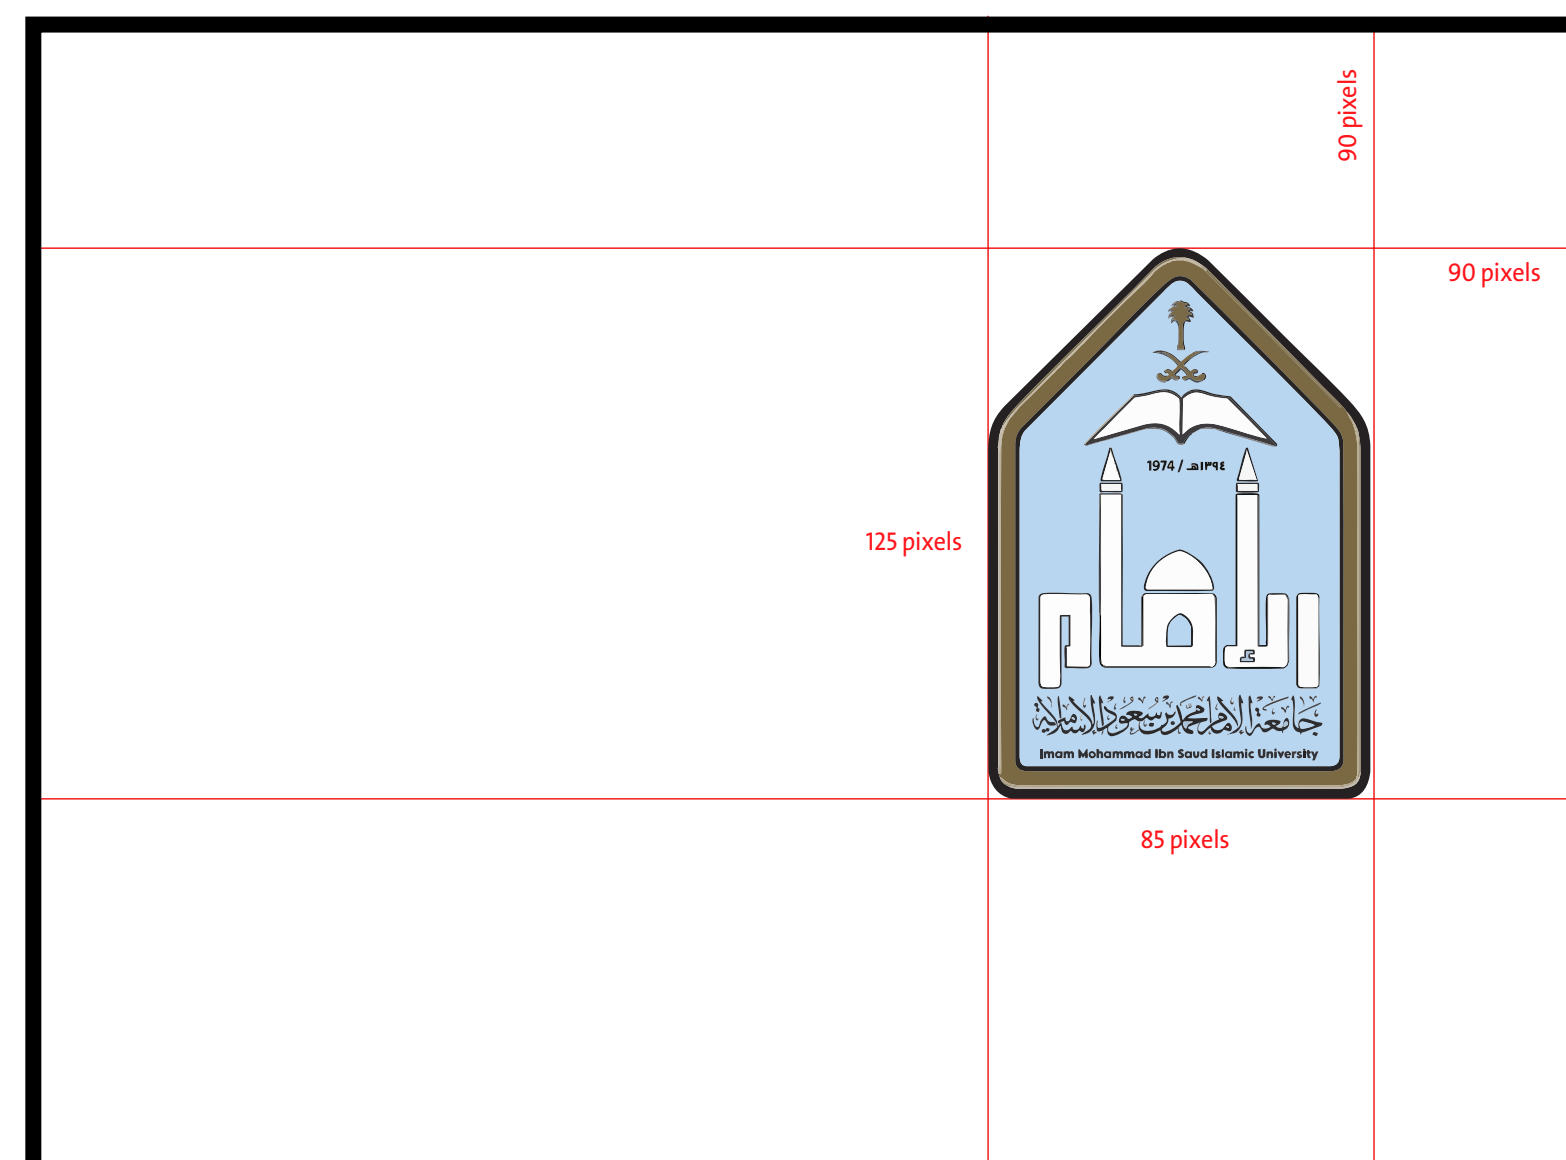 90 pixels
90 pixels
١٣٩٤هـ / 1974
125 pixels
جامعة الإمام محمد بن سعود الإسلامية
Imam Mohammad Ibn Saud Islamic University
85 pixels